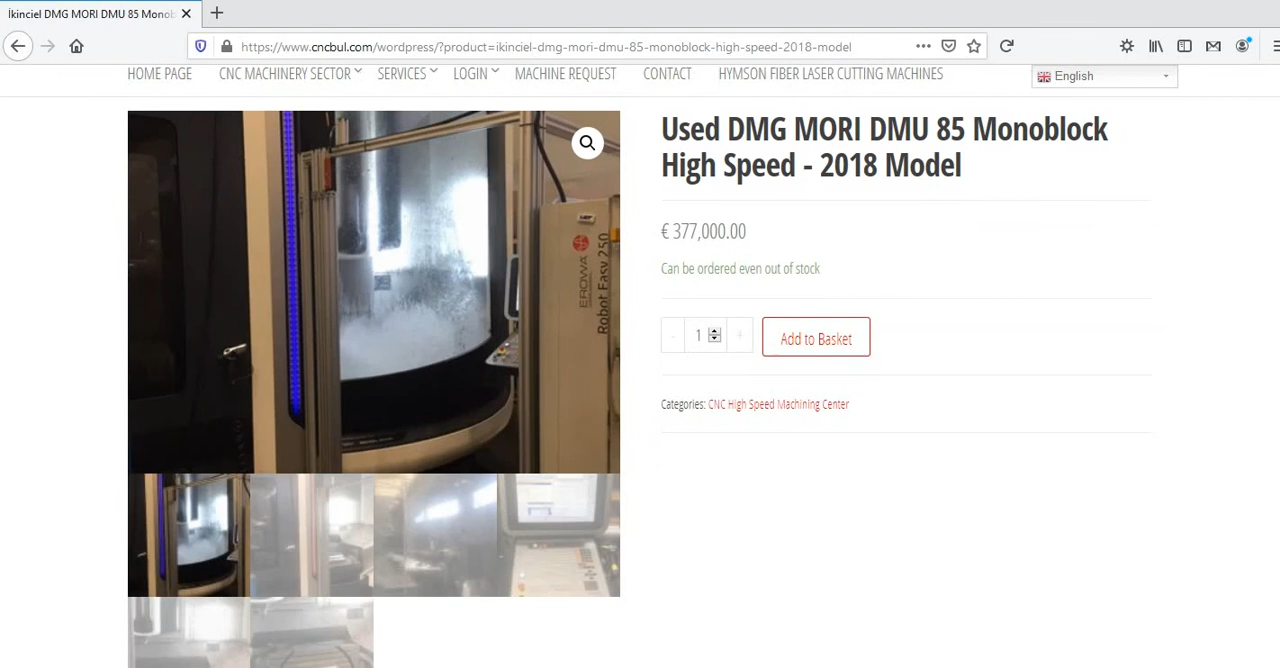 İkinciel DMG MORI DMU 85 Monob
https://www.cncbul.com/wordpress/?product=ikinciel-dmg-mori-dmu-85-monoblock-high-speed-2018-model
HOME PAGE CNC MACHINERY SECTOR SERVICES LOGIN MACHINE REQUEST CONTACT HYMSON FIBER LASER CUTTING MACHINES English
Used DMG MORI DMU 85 Monoblock
High Speed - 2018 Model
€ 377,000.00
Can be ordered even out of stock
- 1 + Add to Basket
Categories: CNC High Speed Machining Center
EROWA
Robot Easy 250